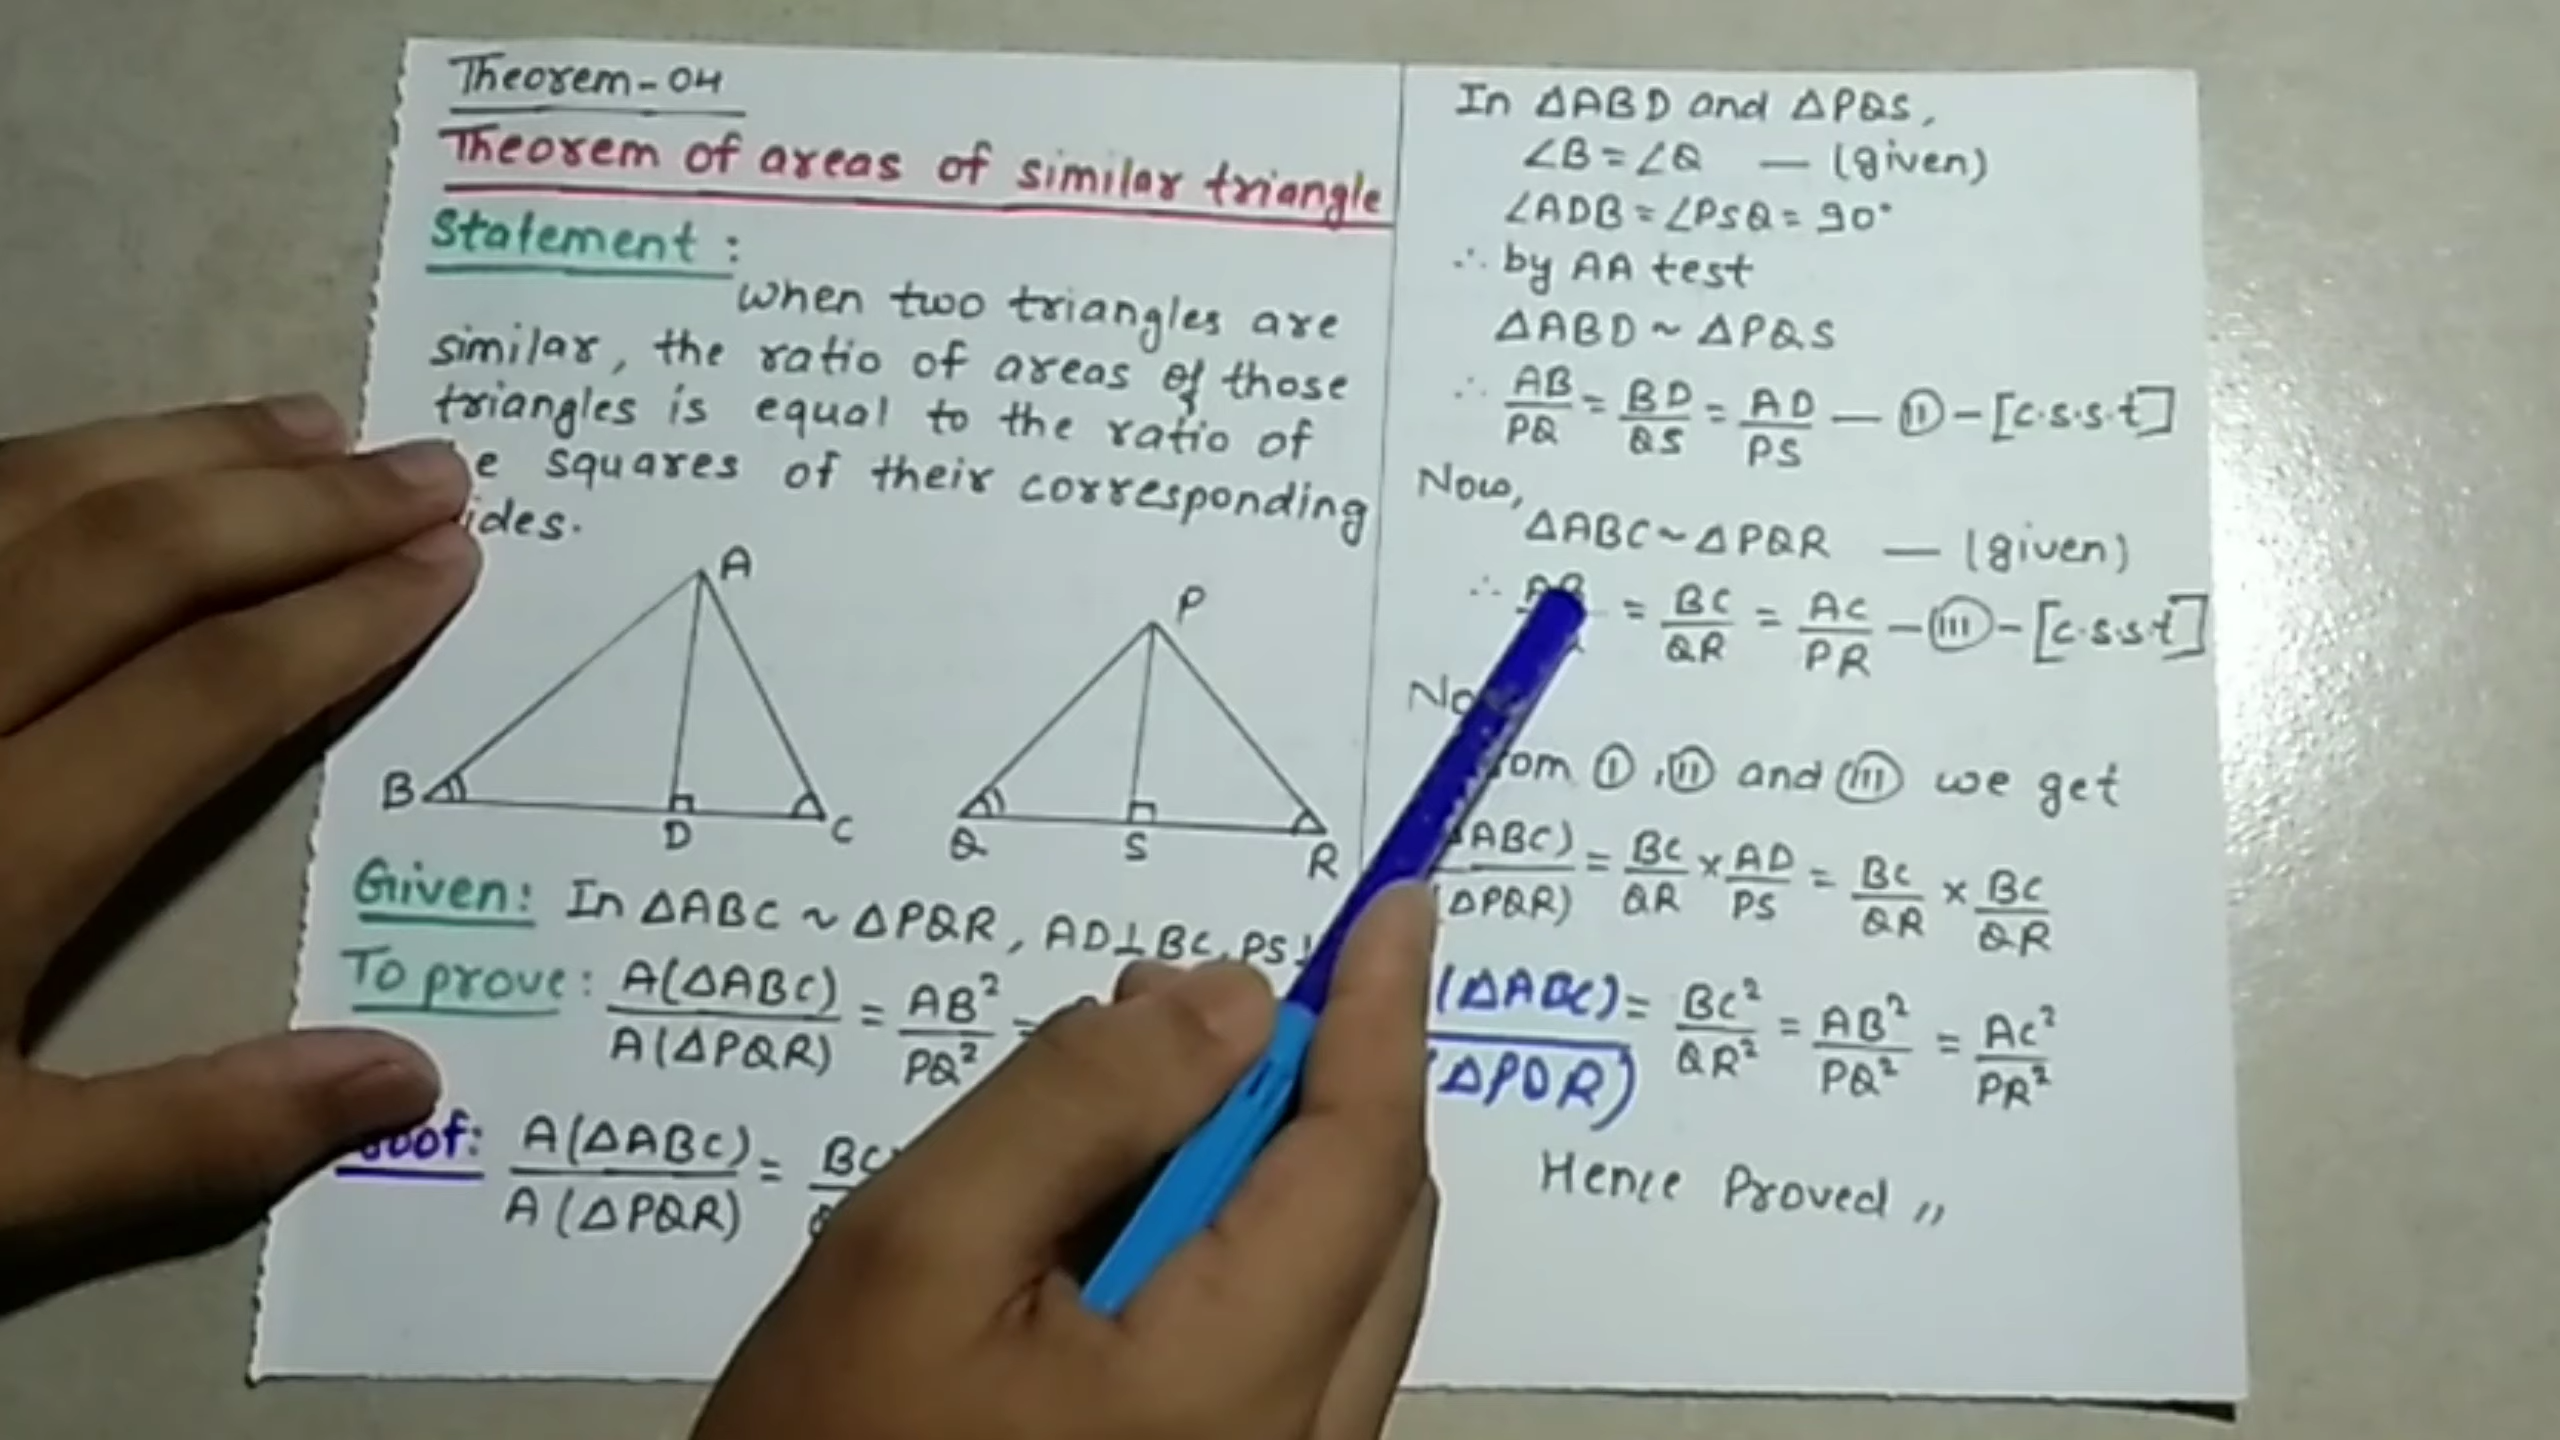 Theorem-04
Theorem of areas of similar triangle
Statement :
When two triangles are
similar, the ratio of areas of those
triangles is equal to the ratio of
squares of their corresponding
A
P
B
D
C
Q
S
R
Given: In ΔABC ~ ΔPQR, AD⊥BC, PS⊥
To prove: A(ΔABC)/A(ΔPQR) = AB²/PQ² =
A(ΔABC)/A(ΔPQR) =
In ΔABD and ΔPQS,
∠B = ∠Q — (given)
∠ADB = ∠PSQ = 90°
∴ by AA test
ΔABD ~ ΔPQS
∴ AB/PQ = BD/QS = AD/PS — (II) - [c.s.s.t]
Now,
ΔABC ~ ΔPQR — (given)
∴ = BC/QR = AC/PR — (III) - [c.s.s.t]
(I), (II) and (III) we get
ABC)/(ΔPQR) = BC/QR × AD/PS = BC/QR × BC/QR
(ΔABC)/(ΔPQR) = BC²/QR² = AB²/PQ² = AC²/PR²
Hence Proved ,,